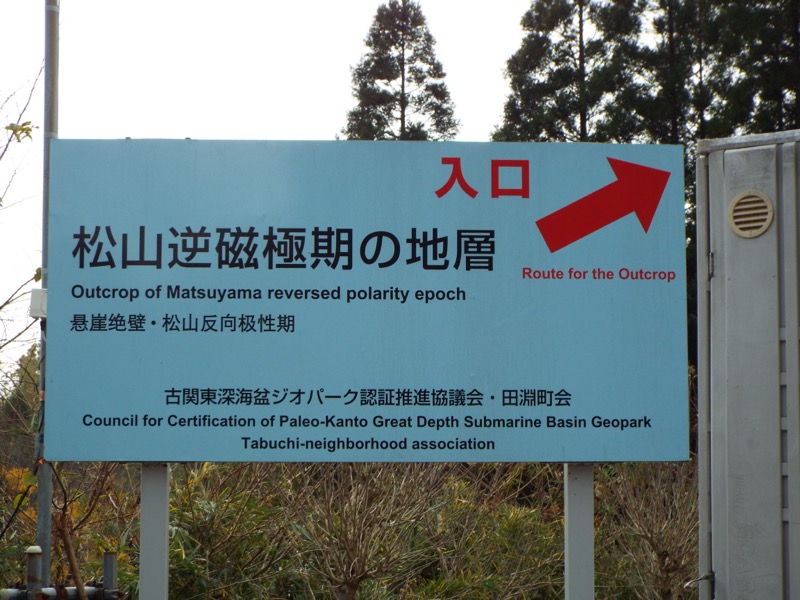 入口
松山逆磁極期の地層
Route for the Outcrop
Outcrop of Matsuyama reversed polarity epoch
悬崖绝壁・松山反向极性期
古関東深海盆ジオパーク認証推進協議会・田淵町会
Council for Certification of Paleo-Kanto Great Depth Submarine Basin Geopark
Tabuchi-neighborhood association